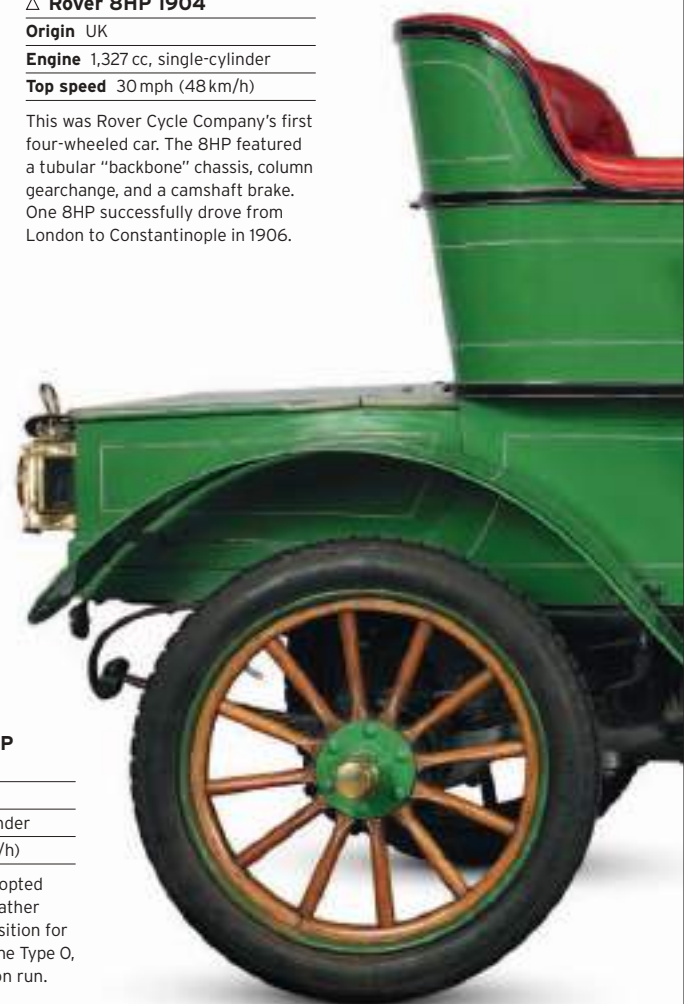 △ Rover 8HP 1904
Origin UK
Engine 1,327 cc, single-cylinder
Top speed 30 mph (48 km/h)
This was Rover Cycle Company’s first
four-wheeled car. The 8HP featured
a tubular “backbone” chassis, column
gearchange, and a camshaft brake.
One 8HP successfully drove from
London to Constantinople in 1906.
P
nder
/h)
opted
ather
sition for
ne Type O,
on run.